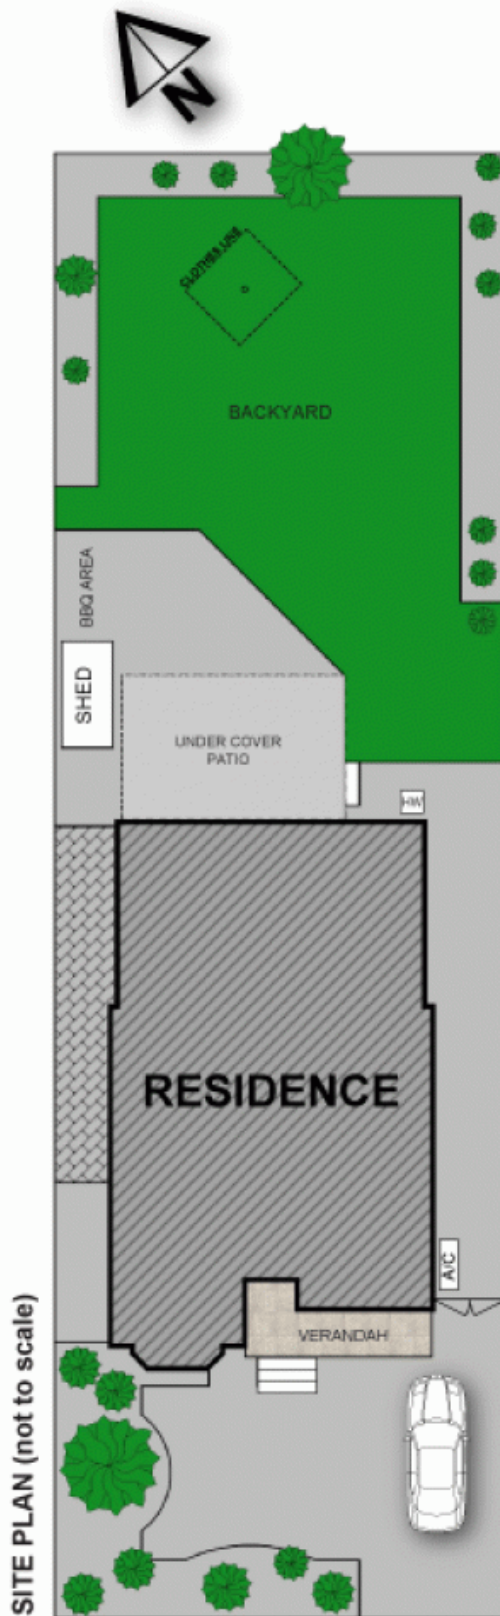 N
CLOTHES LINE
BACKYARD
BBQ AREA
SHED
UNDER COVER
PATIO
HW
RESIDENCE
A/C
VERANDAH
SITE PLAN (not to scale)